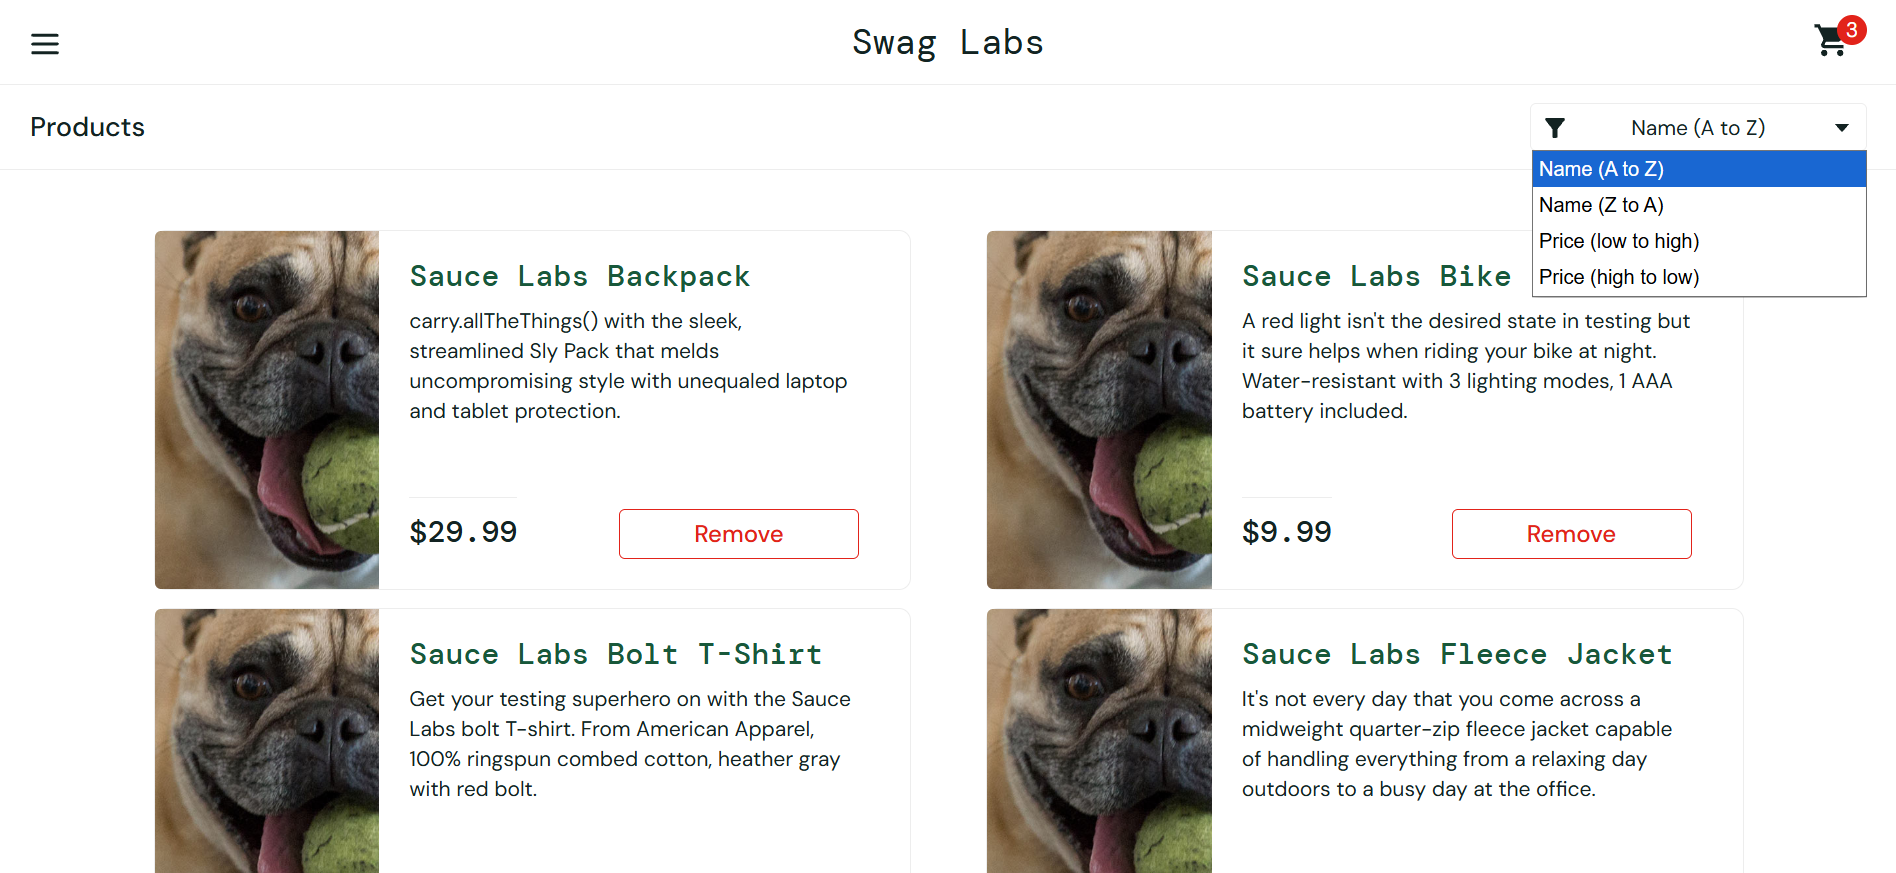 Swag Labs
3
Products
Name (A to Z)
Name (A to Z)
Name (Z to A)
Price (low to high)
Price (high to low)
Sauce Labs Backpack
carry.allTheThings() with the sleek,
streamlined Sly Pack that melds
uncompromising style with unequaled laptop
and tablet protection.
$29.99
Remove
Sauce Labs Bike
A red light isn't the desired state in testing but
it sure helps when riding your bike at night.
Water-resistant with 3 lighting modes, 1 AAA
battery included.
$9.99
Remove
Sauce Labs Bolt T-Shirt
Get your testing superhero on with the Sauce
Labs bolt T-shirt. From American Apparel,
100% ringspun combed cotton, heather gray
with red bolt.
Sauce Labs Fleece Jacket
It's not every day that you come across a
midweight quarter-zip fleece jacket capable
of handling everything from a relaxing day
outdoors to a busy day at the office.